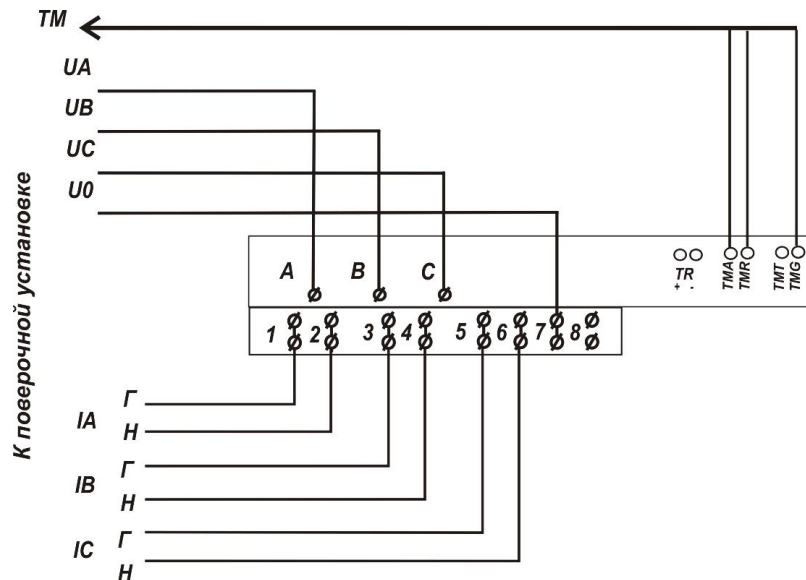 ТМ
UA
UB
UC
U0
К поверочной установке
A B C
TR
+ -
TMA
TMR
TMT
TMG
1 2 3 4 5 6 7 8
Г
IA
Н
Г
IB
Н
Г
IC
Н